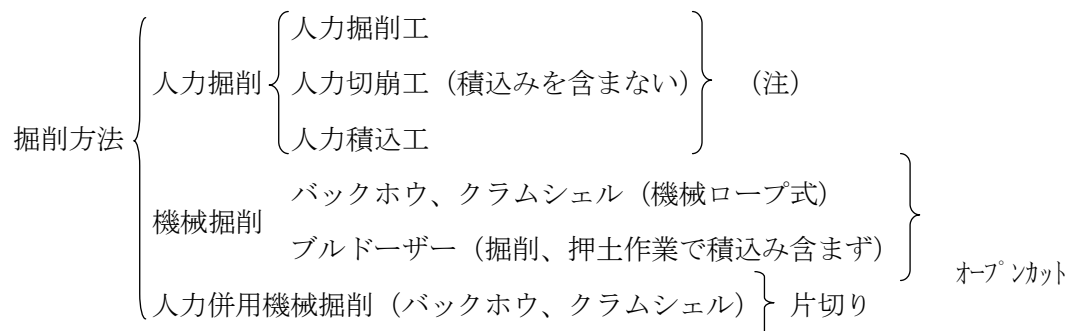 人力掘削工
人力掘削 人力切崩工（積込みを含まない） （注）
掘削方法 人力積込工
バックホウ、クラムシェル（機械ロープ式）
機械掘削
ブルドーザー（掘削、押土作業で積込み含まず）
ｵｰﾌﾟﾝｶｯﾄ
人力併用機械掘削（バックホウ、クラムシェル） 片切り